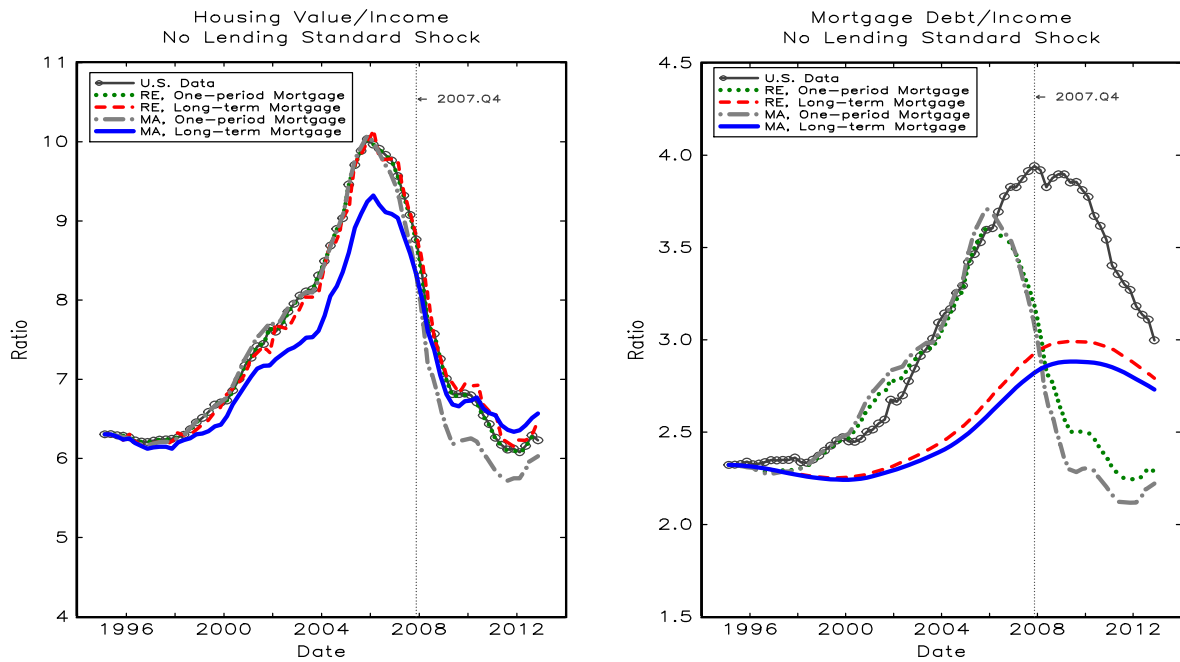 Housing Value/Income
No Lending Standard Shock
11
10
9
8
7
6
5
4
Ratio
U.S. Data
RE, One-period Mortgage
RE, Long-term Mortgage
MA, One-period Mortgage
MA, Long-term Mortgage
← 2007.Q4
1996 2000 2004 2008 2012
Date
Mortgage Debt/Income
No Lending Standard Shock
4.5
4.0
3.5
3.0
2.5
2.0
1.5
Ratio
U.S. Data
RE, One-period Mortgage
RE, Long-term Mortgage
MA, One-period Mortgage
MA, Long-term Mortgage
← 2007.Q4
1996 2000 2004 2008 2012
Date